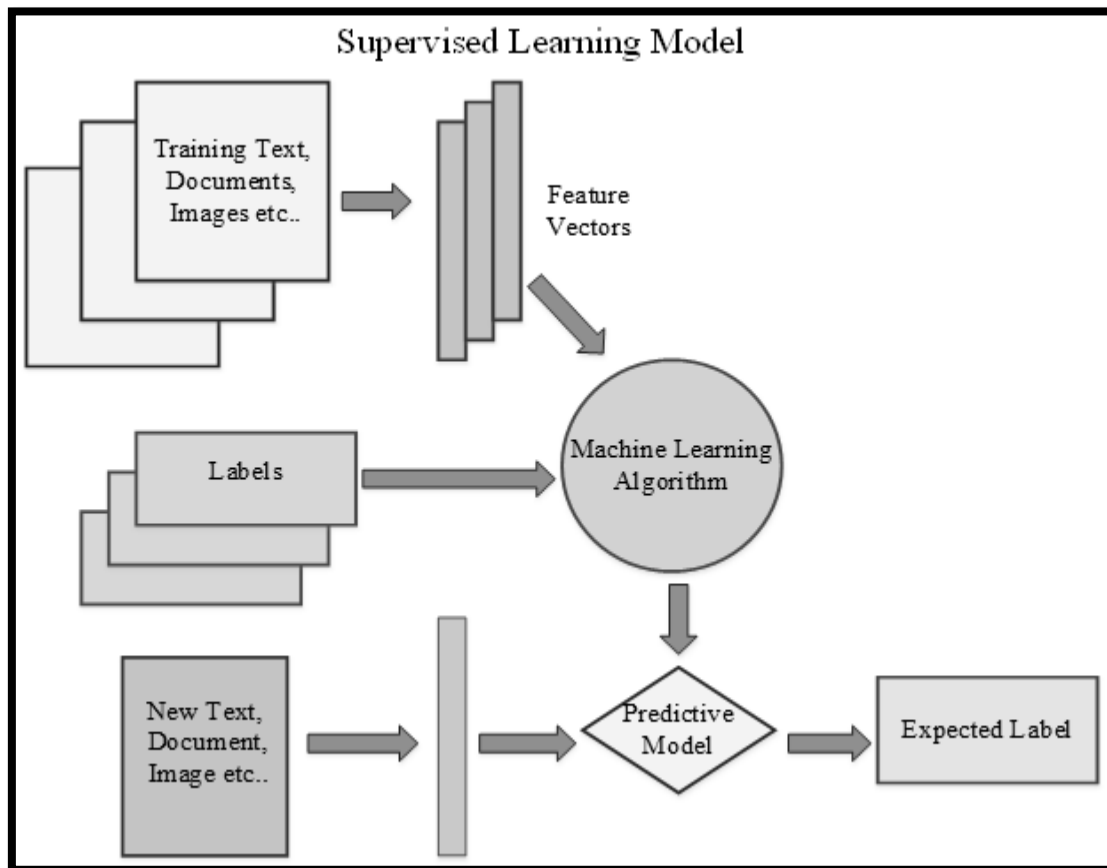 Supervised Learning Model
Training Text,
Documents,
Images etc..
Feature
Vectors
Machine Learning
Algorithm
Labels
New Text,
Document,
Image etc..
Predictive
Model
Expected Label